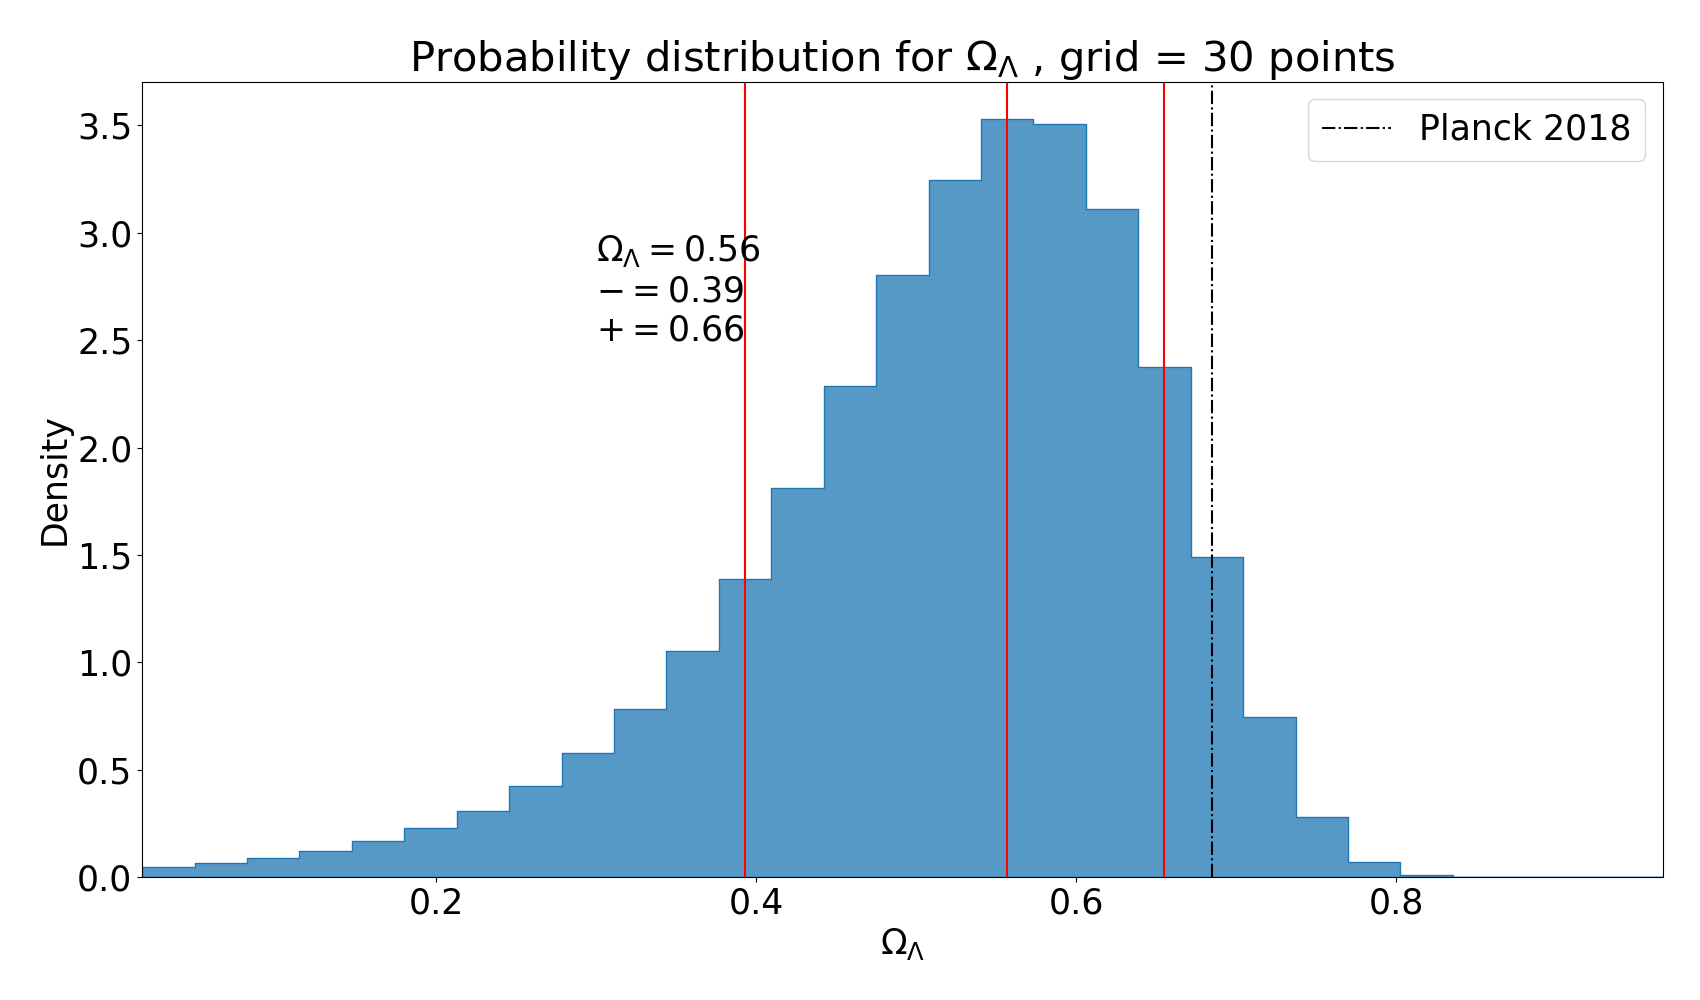 Probability distribution for Ω_Λ , grid = 30 points
Planck 2018
3.5
3.0
2.5
2.0
1.5
1.0
0.5
0.0
Density
Ω_Λ = 0.56
− = 0.39
+ = 0.66
0.2 0.4 0.6 0.8
Ω_Λ